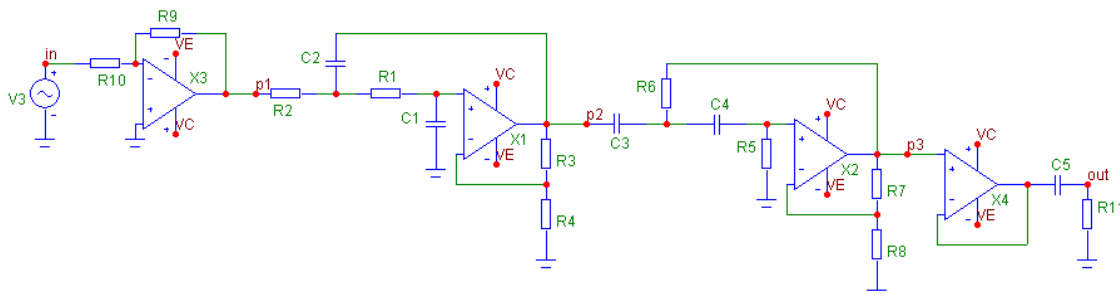 R9
VE
in
R10
X3
V3
VC
p1
R2
C2
R1
C1
VC
X1
VE
R3
R4
p2
C3
R6
C4
R5
VC
X2
VE
R7
R8
p3
VC
X4
VE
C5
out
R11